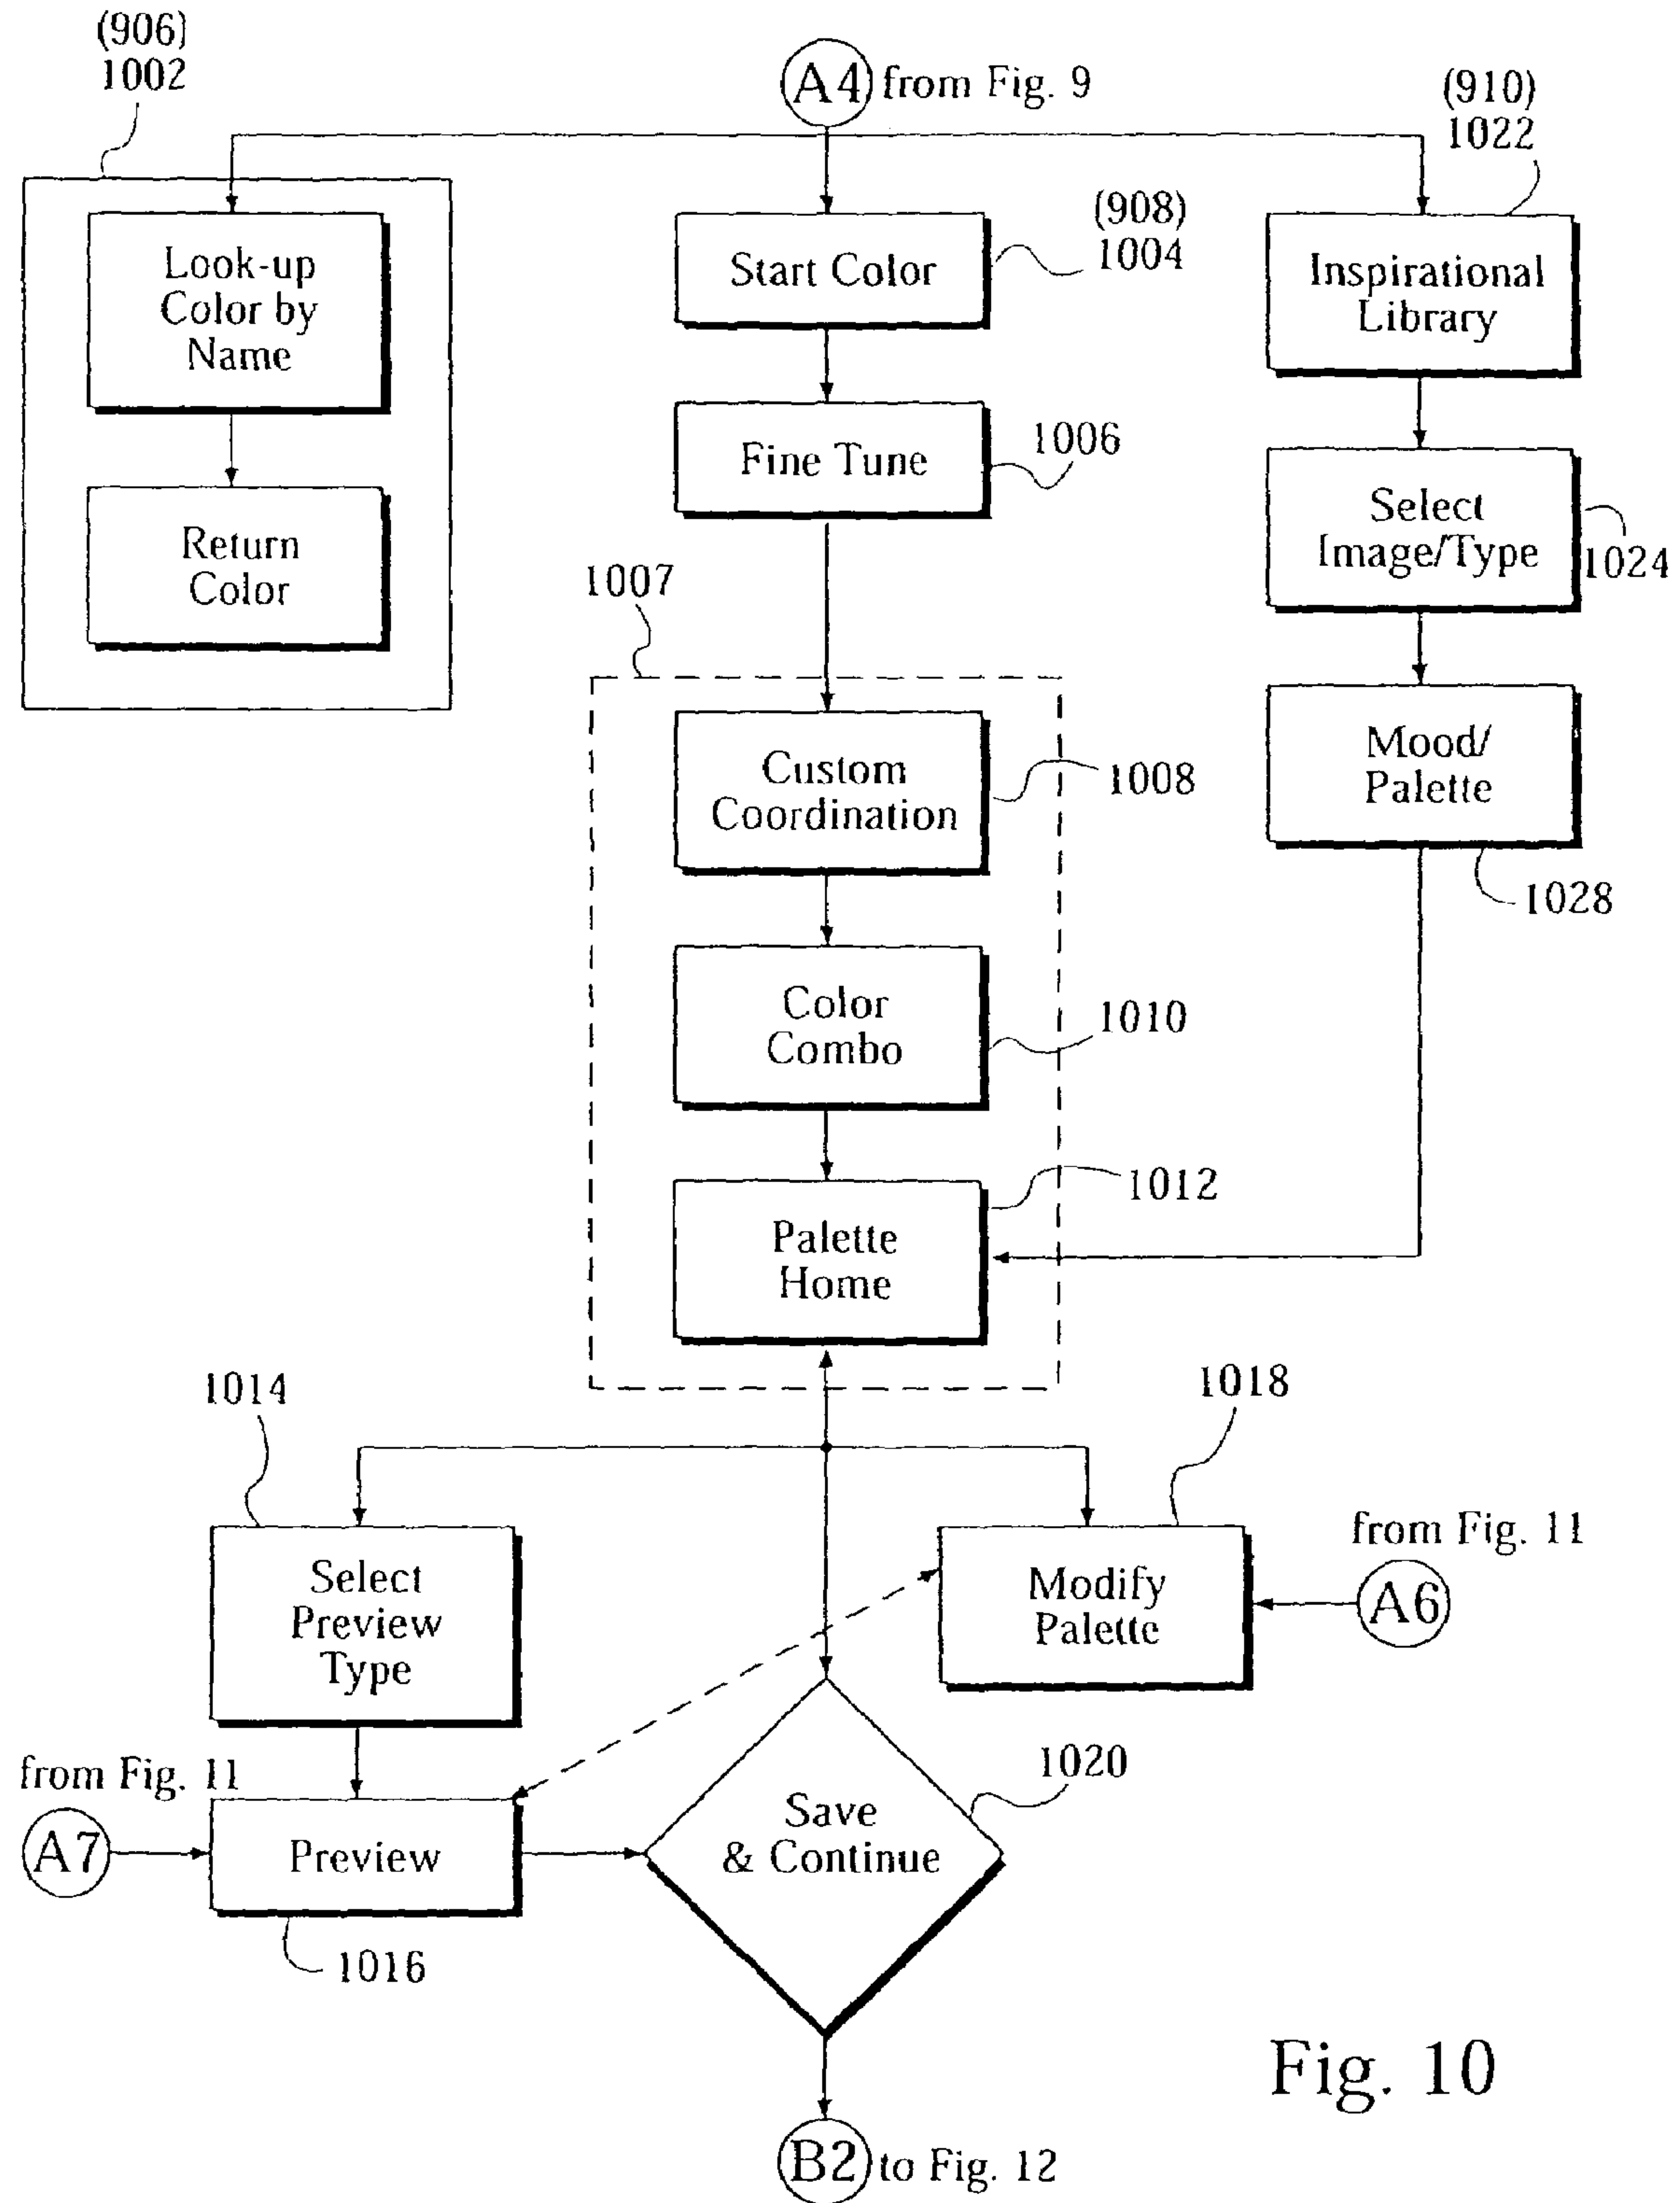 (906)
1002
A4 from Fig. 9
(910)
1022
Look-up
Color by
Name
Return
Color
Start Color
(908)
1004
Fine Tune
1006
Inspirational
Library
Select
Image/Type
1024
Mood/
Palette
1028
1007
Custom
Coordination
1008
Color
Combo
1010
Palette
Home
1012
1014
1018
Select
Preview
Type
Modify
Palette
from Fig. 11
A6
from Fig. 11
A7
Preview
1016
Save
& Continue
1020
B2 to Fig. 12
Fig. 10